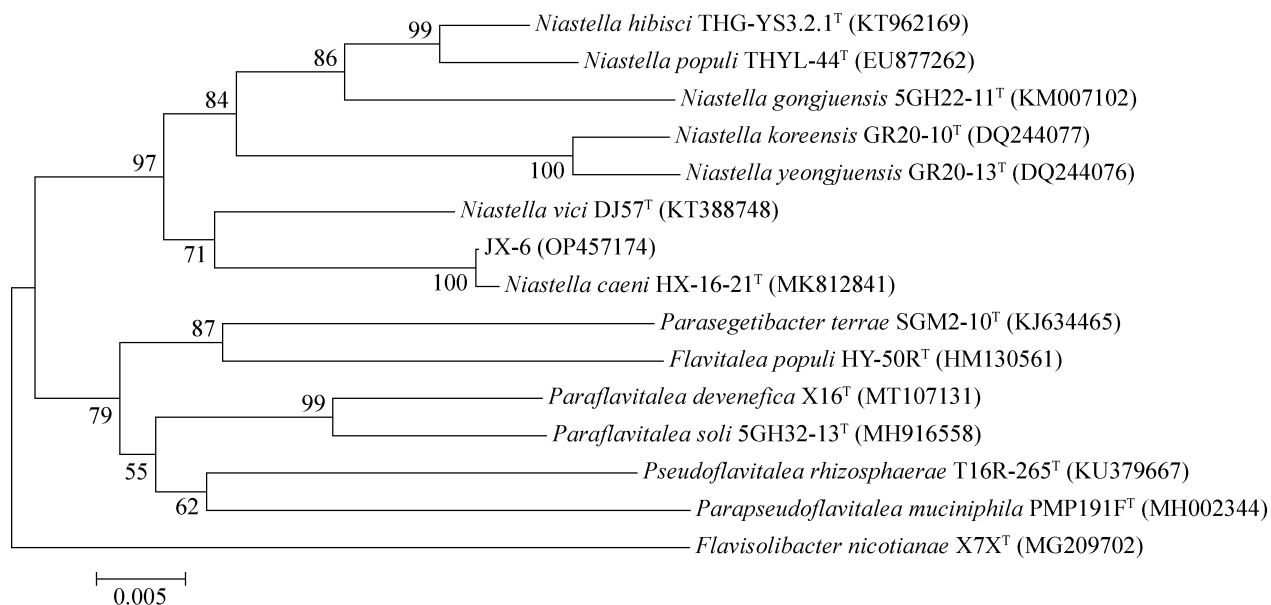 99 Niastella hibisci THG-YS3.2.1ᵀ (KT962169)
86 Niastella populi THYL-44ᵀ (EU877262)
84 Niastella gongjuensis 5GH22-11ᵀ (KM007102)
Niastella koreensis GR20-10ᵀ (DQ244077)
97 100 Niastella yeongjuensis GR20-13ᵀ (DQ244076)
Niastella vici DJ57ᵀ (KT388748)
71 JX-6 (OP457174)
100 Niastella caeni HX-16-21ᵀ (MK812841)
87 Parasegetibacter terrae SGM2-10ᵀ (KJ634465)
Flavitalea populi HY-50Rᵀ (HM130561)
79 99 Paraflavitalea devenefica X16ᵀ (MT107131)
Paraflavitalea soli 5GH32-13ᵀ (MH916558)
55 Pseudoflavitalea rhizosphaerae T16R-265ᵀ (KU379667)
62 Parapseudoflavitalea muciniphila PMP191Fᵀ (MH002344)
Flavisolibacter nicotianae X7Xᵀ (MG209702)
0.005